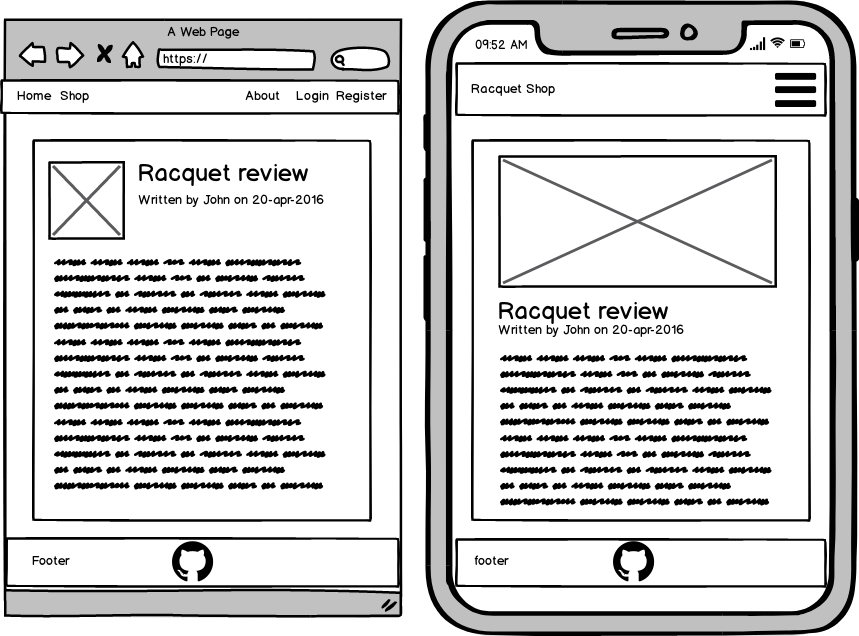 A Web Page
https://
Home Shop About Login Register
Racquet review
Written by John on 20-apr-2016
Footer
09:52 AM
Racquet Shop
Racquet review
Written by John on 20-apr-2016
footer